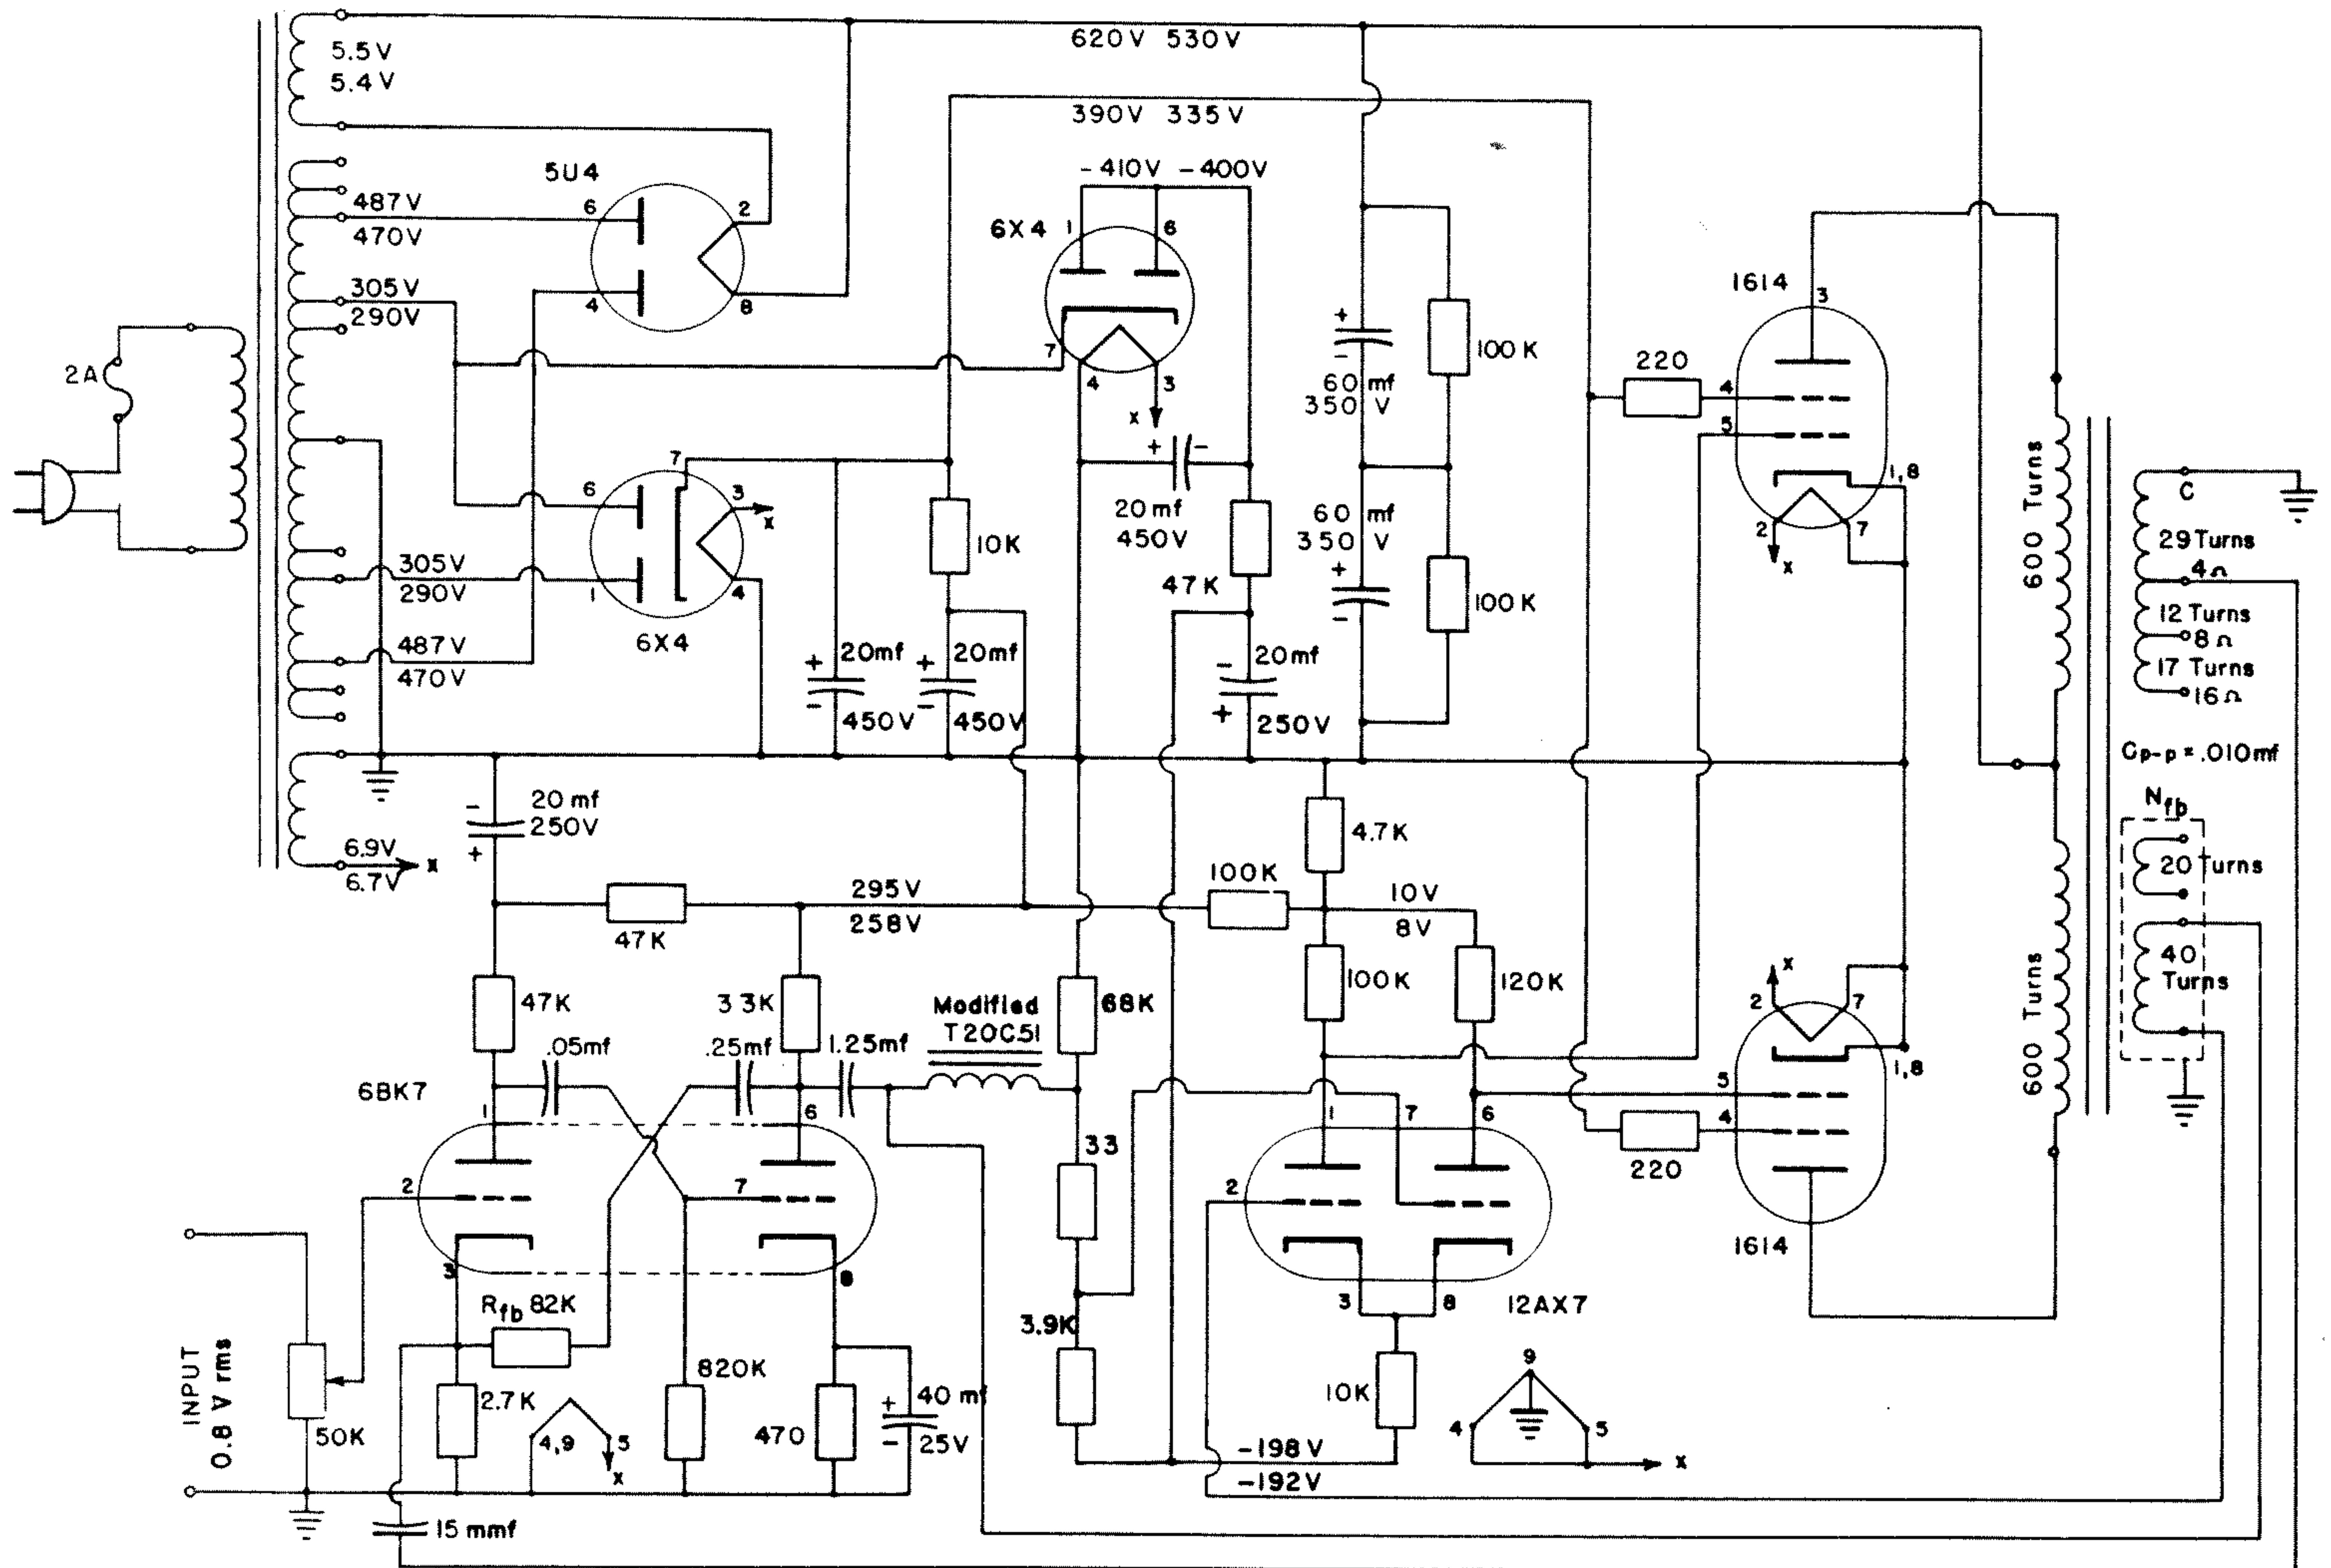 5.5V
5.4V
620V 530V
390V 335V
5U4
- 410V - 400V
487V
470V
6
2
6X4
1
6
1614
3
305V
290V
4
8
7
4
3
x
2A
+
-
60 mf
350 V
100K
220
4
5
7
6
3
x
+
-
20mf
450V
60 mf
350 V
+
-
1,8
2
7
x
600 Turns
C
10K
29 Turns
4Ω
305V
290V
1
4
6X4
47K
100K
12 Turns
8Ω
17 Turns
16Ω
487V
470V
+
20mf
-
450V
+
20mf
-
450V
-
20mf
+
250V
Cp-p = .010mf
-
20mf
250V
+
4.7K
Nfb
20 Turns
6.9V
6.7V
x
47K
295V
258V
100K
10V
8V
40
Turns
47K
33K
Modified
T20C51
68K
100K
120K
x
2
7
600 Turns
.05mf
.25mf
1.25mf
1,8
6BK7
1
6
33
1
7
6
5
4
220
2
7
2
3
8
1614
Rfb 82K
3.9K
3
8
12AX7
INPUT
0.8 V rms
50K
2.7K
4,9
5
x
820K
470
+
40 mf
-
25V
10K
9
4
5
x
-198V
-192V
15 mmf